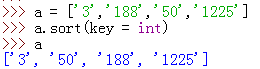 >>> a = ['3','188','50','1225']
>>> a.sort(key = int)
>>> a
['3', '50', '188', '1225']